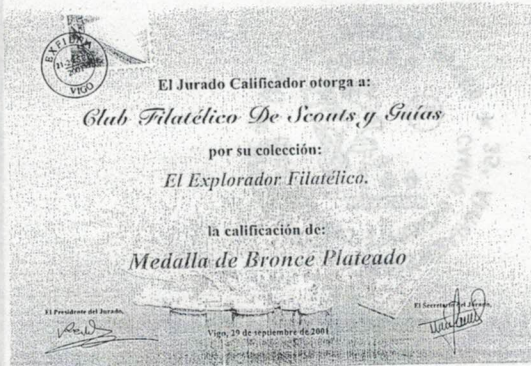 EXFIGRA
VIGO
El Jurado Calificador otorga a:
Club Filatélico De Scouts y Guías
por su colección:
El Explorador Filatélico.
la calificación de:
Medalla de Bronce Plateado
El Presidente del Jurado,
El Secretario del Jurado,
Vigo, 29 de septiembre de 2001